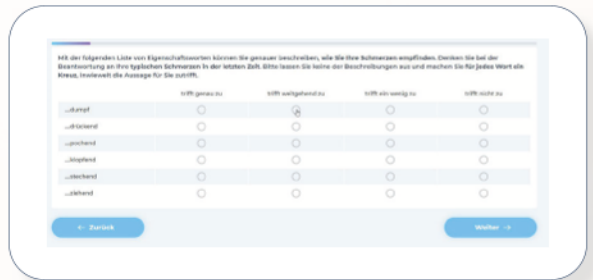 Mit der folgenden Liste von Eigenschaftsworten können Sie genauer beschreiben, wie Sie Ihre Schmerzen empfinden. Denken Sie bei der
Beantwortung an Ihre typischen Schmerzen in der letzten Zeit. Bitte lassen Sie keine der Beschreibungen aus und machen Sie für jedes Wort ein
Kreuz, inwieweit die Aussage für Sie zutrifft.
trifft genau zu trifft weitgehend zu trifft ein wenig zu trifft nicht zu
...dumpf
...drückend
...pochend
...klopfend
...stechend
...ziehend
← Zurück Weiter →